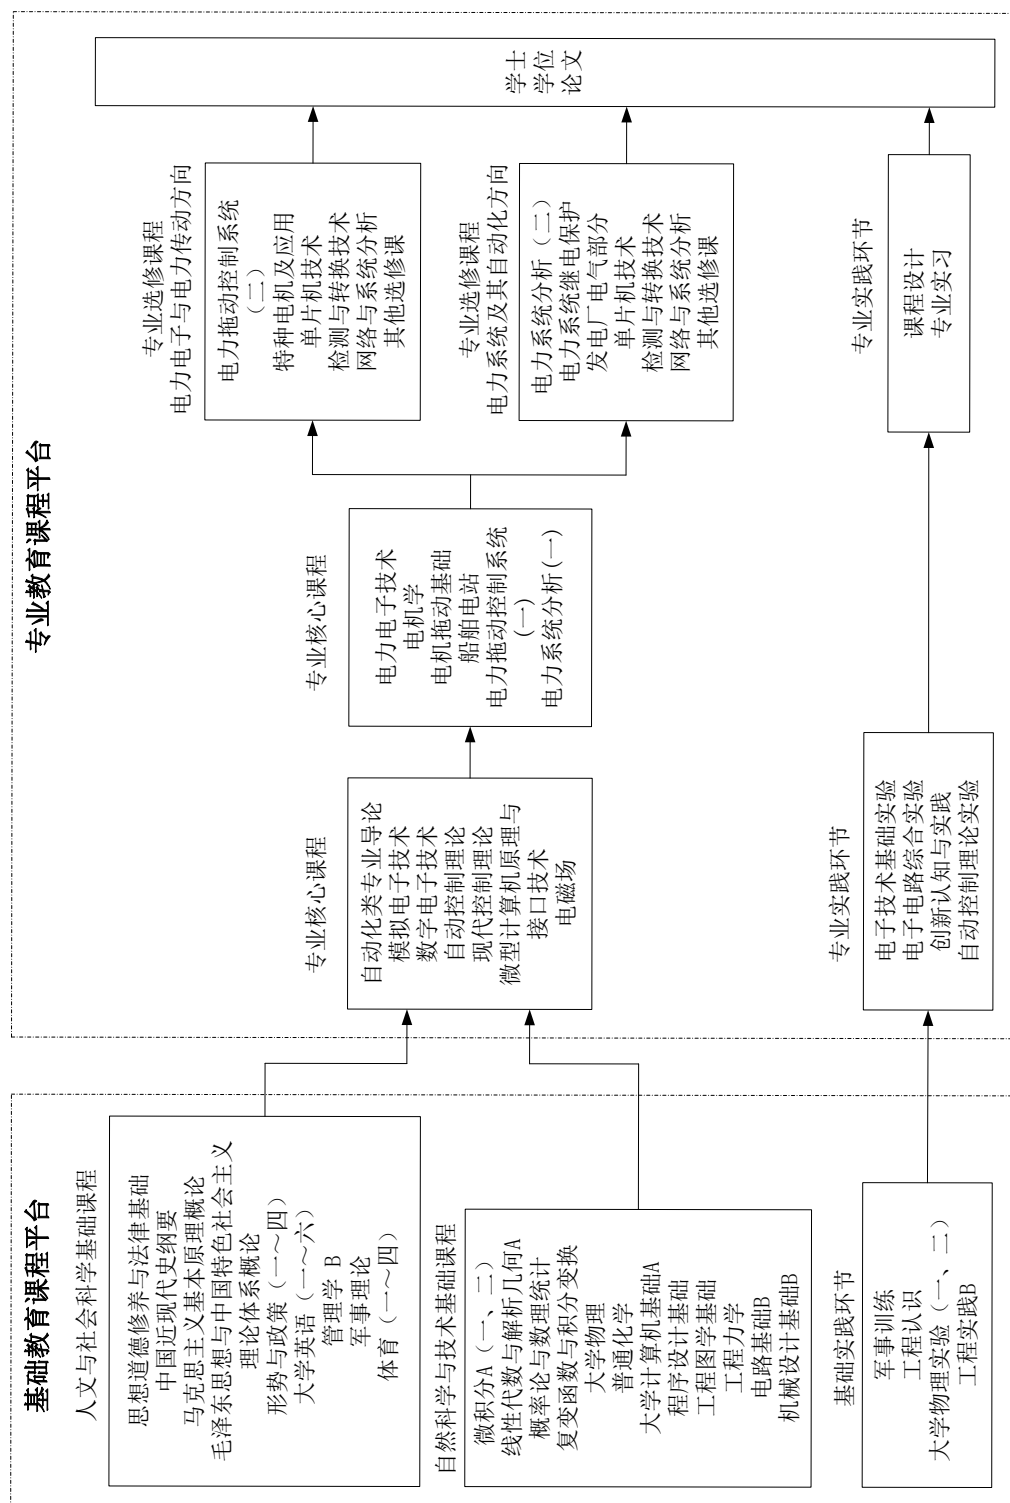 基础教育课程平台
人文与社会科学基础课程
思想道德修养与法律基础
中国近现代史纲要
马克思主义基本原理概论
毛泽东思想与中国特色社会主义
理论体系概论
形势与政策（一～四）
大学英语（一～六）
管理学 B
军事理论
体育（一～四）
自然科学与技术基础课程
微积分A（一、二）
线性代数与解析几何A
概率论与数理统计
复变函数与积分变换
大学物理
普通化学
大学计算机基础A
程序设计基础
工程图学基础
工程力学
电路基础B
机械设计基础B
基础实践环节
军事训练
工程认识
大学物理实验（一、二）
工程实践B
专业教育课程平台
专业核心课程
自动化类专业导论
模拟电子技术
数字电子技术
自动控制理论
现代控制理论
微型计算机原理与
接口技术
电磁场
专业实践环节
电子技术基础实验
电子电路综合实验
创新认知与实践
自动控制理论实验
专业核心课程
电力电子技术
电机学
电机拖动基础
船舶电站
电力拖动控制系统
(一)
电力系统分析(一)
专业选修课程
电力电子与电力传动方向
电力拖动控制系统
（二）
特种电机及应用
单片机技术
检测与转换技术
网络与系统分析
其他选修课
专业选修课程
电力系统及其自动化方向
电力系统分析（二）
电力系统继电保护
发电厂电气部分
单片机技术
检测与转换技术
网络与系统分析
其他选修课
专业实践环节
课程设计
专业实习
学士
学位
论文